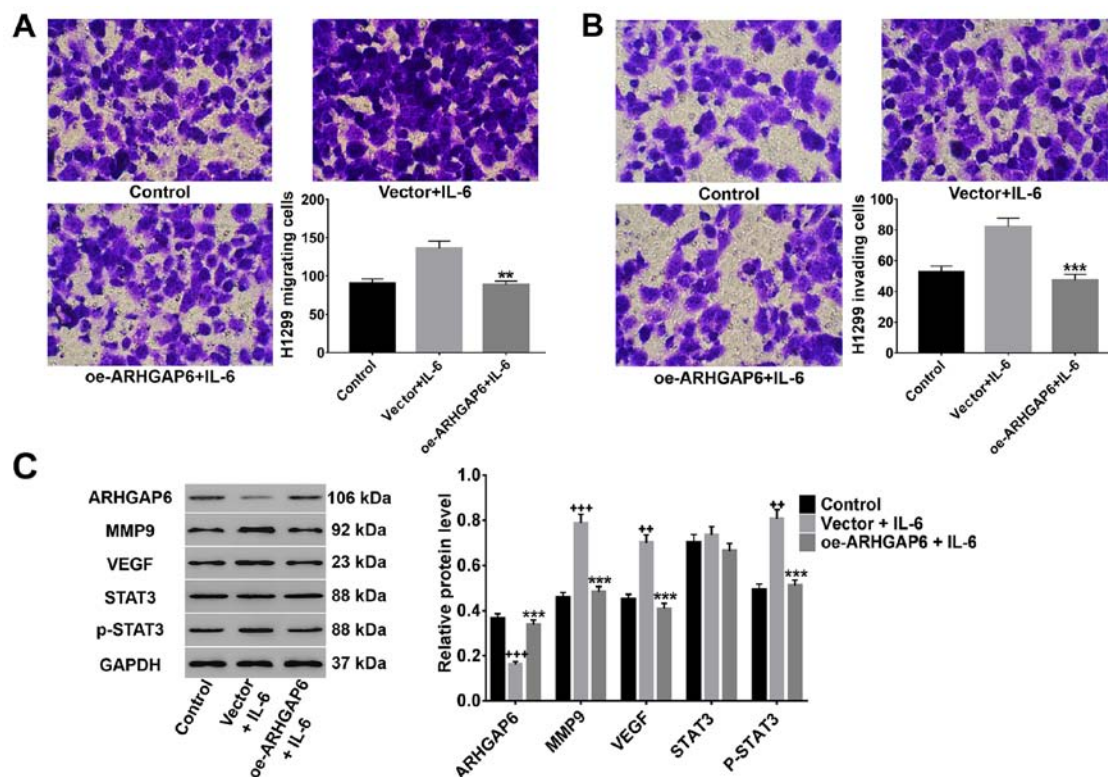 A
Control
Vector+IL-6
oe-ARHGAP6+IL-6
H1299 migrating cells
200
150
100
50
0
**
Control
Vector+IL-6
oe-ARHGAP6+IL-6
B
Control
Vector+IL-6
oe-ARHGAP6+IL-6
H1299 invading cells
100
80
60
40
20
0
***
Control
Vector+IL-6
oe-ARHGAP6+IL-6
C
ARHGAP6 106 kDa
MMP9 92 kDa
VEGF 23 kDa
STAT3 88 kDa
p-STAT3 88 kDa
GAPDH 37 kDa
Control
Vector
+ IL-6
oe-ARHGAP6
+ IL-6
Relative protein level
1.0
0.8
0.6
0.4
0.2
0.0
+++
***
+++
***
++
***
++
***
ARHGAP6
MMP9
VEGF
STAT3
P-STAT3
Control
Vector + IL-6
oe-ARHGAP6 + IL-6